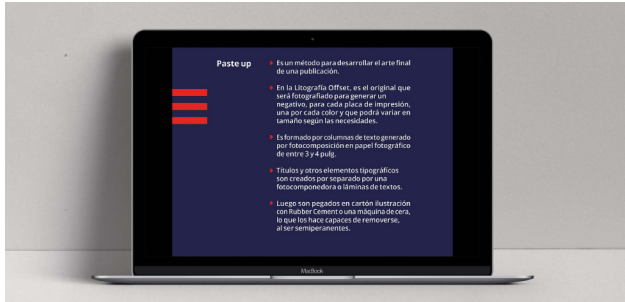 Paste up
Es un método para desarrollar el arte final
de una publicación.
En la Litografía Offset, es el original que
será fotografiado para generar un
negativo, para cada placa de impresión,
una por cada color y que podrá variar en
tamaño según las necesidades.
Es formado por columnas de texto generado
por fotocomposición en papel fotográfico
de entre 3 y 4 pulg.
Títulos y otros elementos tipográficos
son creados por separado por una
fotocomponedora o láminas de textos.
Luego son pegados en cartón ilustración
con Rubber Cement o una máquina de cera,
lo que los hace capaces de removerse,
al ser semiperanentes.
MacBook